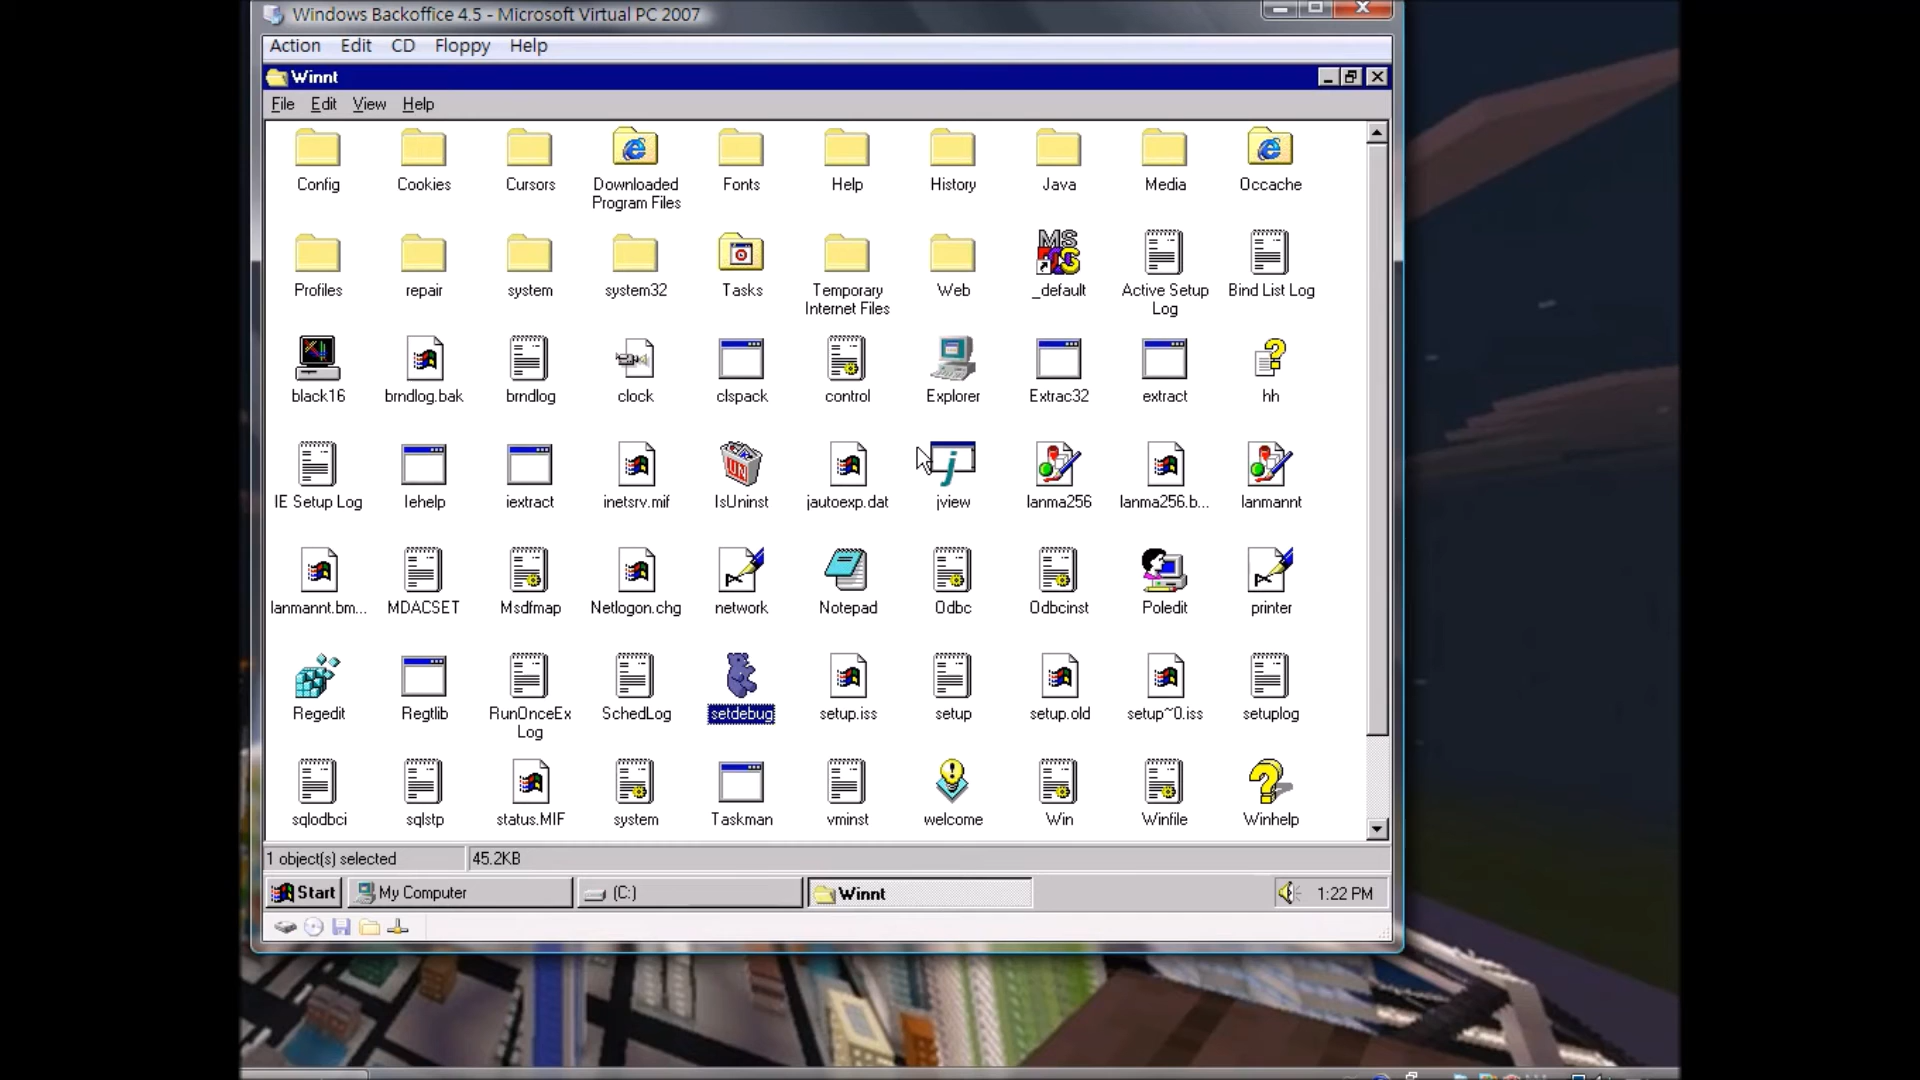 Windows Backoffice 4.5 - Microsoft Virtual PC 2007
Action Edit CD Floppy Help
Winnt
File Edit View Help
Config Cookies Cursors Downloaded Program Files Fonts Help History Java Media Occache
Profiles repair system system32 Tasks Temporary Internet Files Web _default Active Setup Log Bind List Log
black16 brndlog.bak brndlog clock clspack control Explorer Extrac32 extract hh
IE Setup Log Iehelp iextract inetsrv.mif IsUninst jautoexp.dat jview lanma256 lanma256.b... lanmannt
lanmannt.bm... MDACSET Msdfmap Netlogon.chg network Notepad Odbc Odbcinst Poledit printer
Regedit Regtlib RunOnceEx Log SchedLog setdebug setup.iss setup setup.old setup~0.iss setuplog
sqlodbci sqlstp status.MIF system Taskman vminst welcome Win Winfile Winhelp
1 object(s) selected 45.2KB
Start My Computer (C:) Winnt 1:22 PM